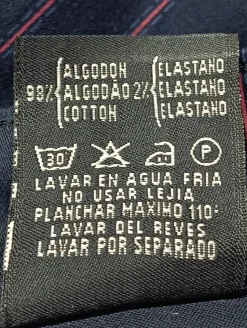 ALGODON ELASTANO
98% ALGODÃO 2% ELASTANO
COTTON ELASTANO
30° P
LAVAR EN AGUA FRIA
NO USAR LEJIA
PLANCHAR MAXIMO 110°
LAVAR DEL REVES
LAVAR POR SEPARADO